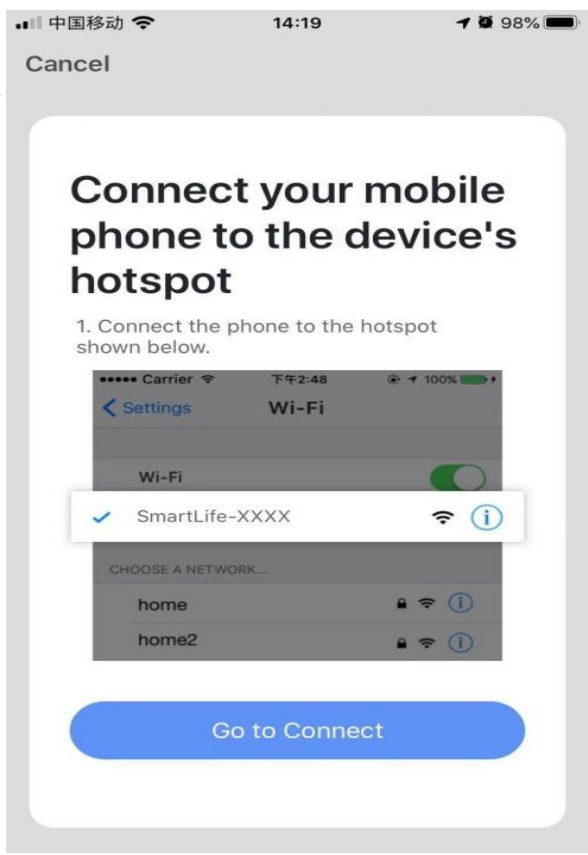 中国移动 14:19 98%
Cancel
Connect your mobile
phone to the device's
hotspot
1. Connect the phone to the hotspot
shown below.
Carrier 下午2:48 100%
Settings Wi-Fi
Wi-Fi
SmartLife-XXXX
CHOOSE A NETWORK...
home
home2
Go to Connect